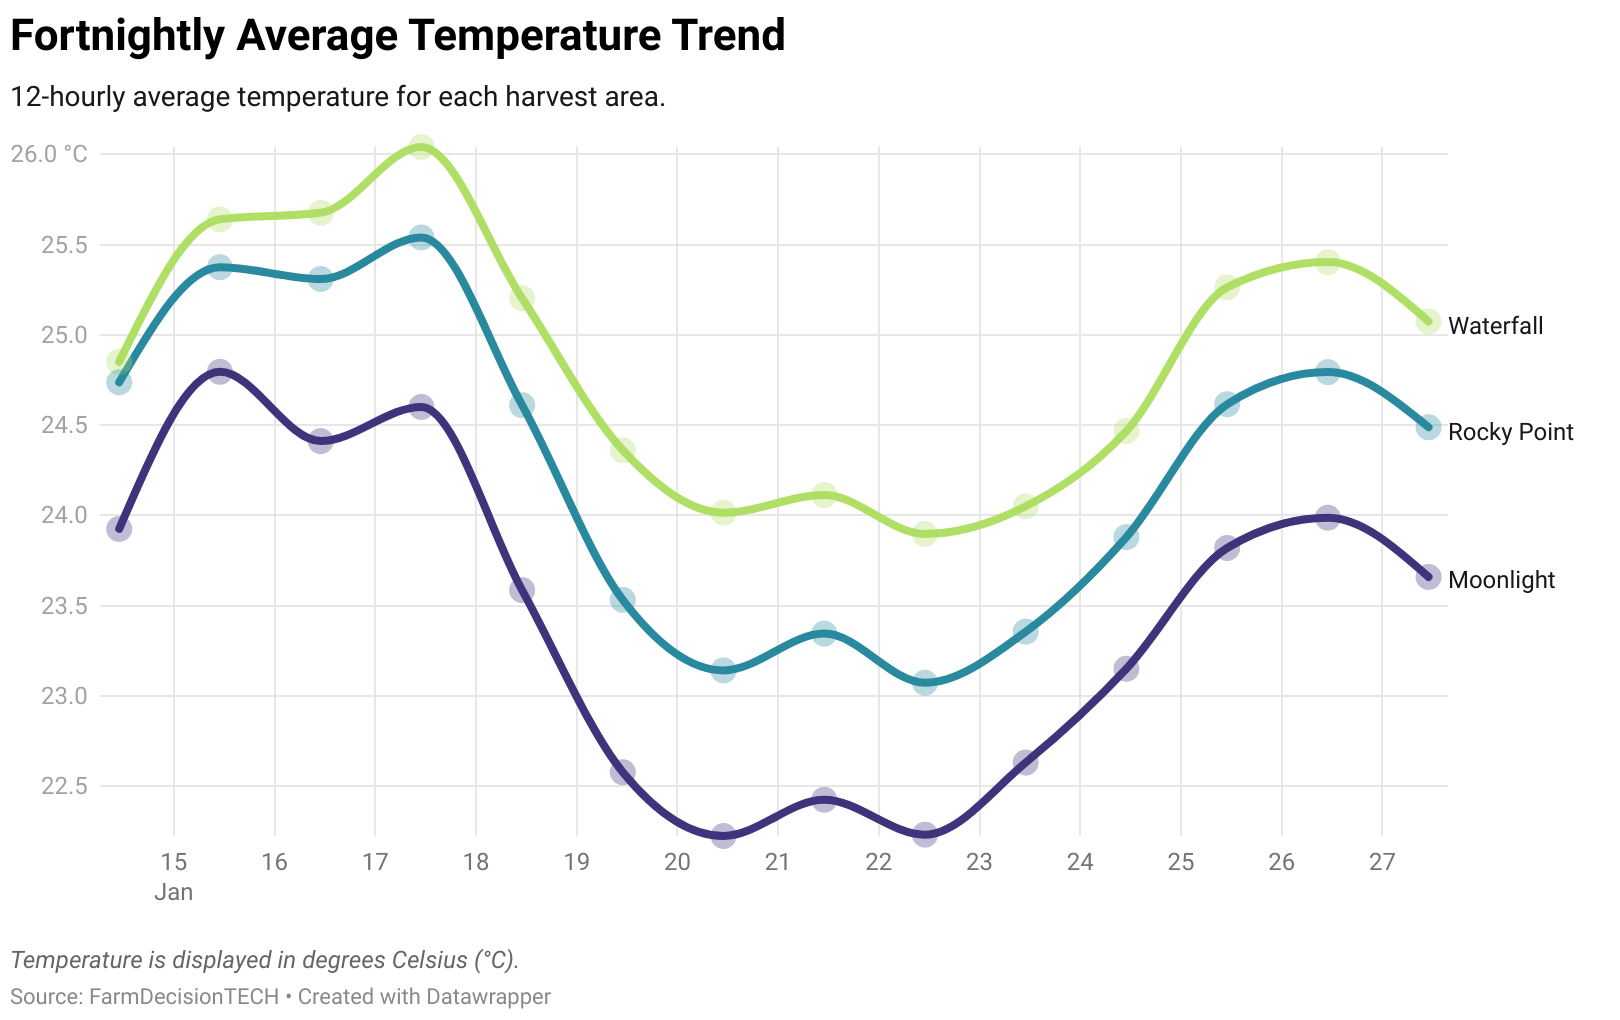 Fortnightly Average Temperature Trend
12-hourly average temperature for each harvest area.
26.0 °C
25.5
25.0
24.5
24.0
23.5
23.0
22.5
Waterfall
Rocky Point
Moonlight
15 16 17 18 19 20 21 22 23 24 25 26 27
Jan
Temperature is displayed in degrees Celsius (°C).
Source: FarmDecisionTECH • Created with Datawrapper